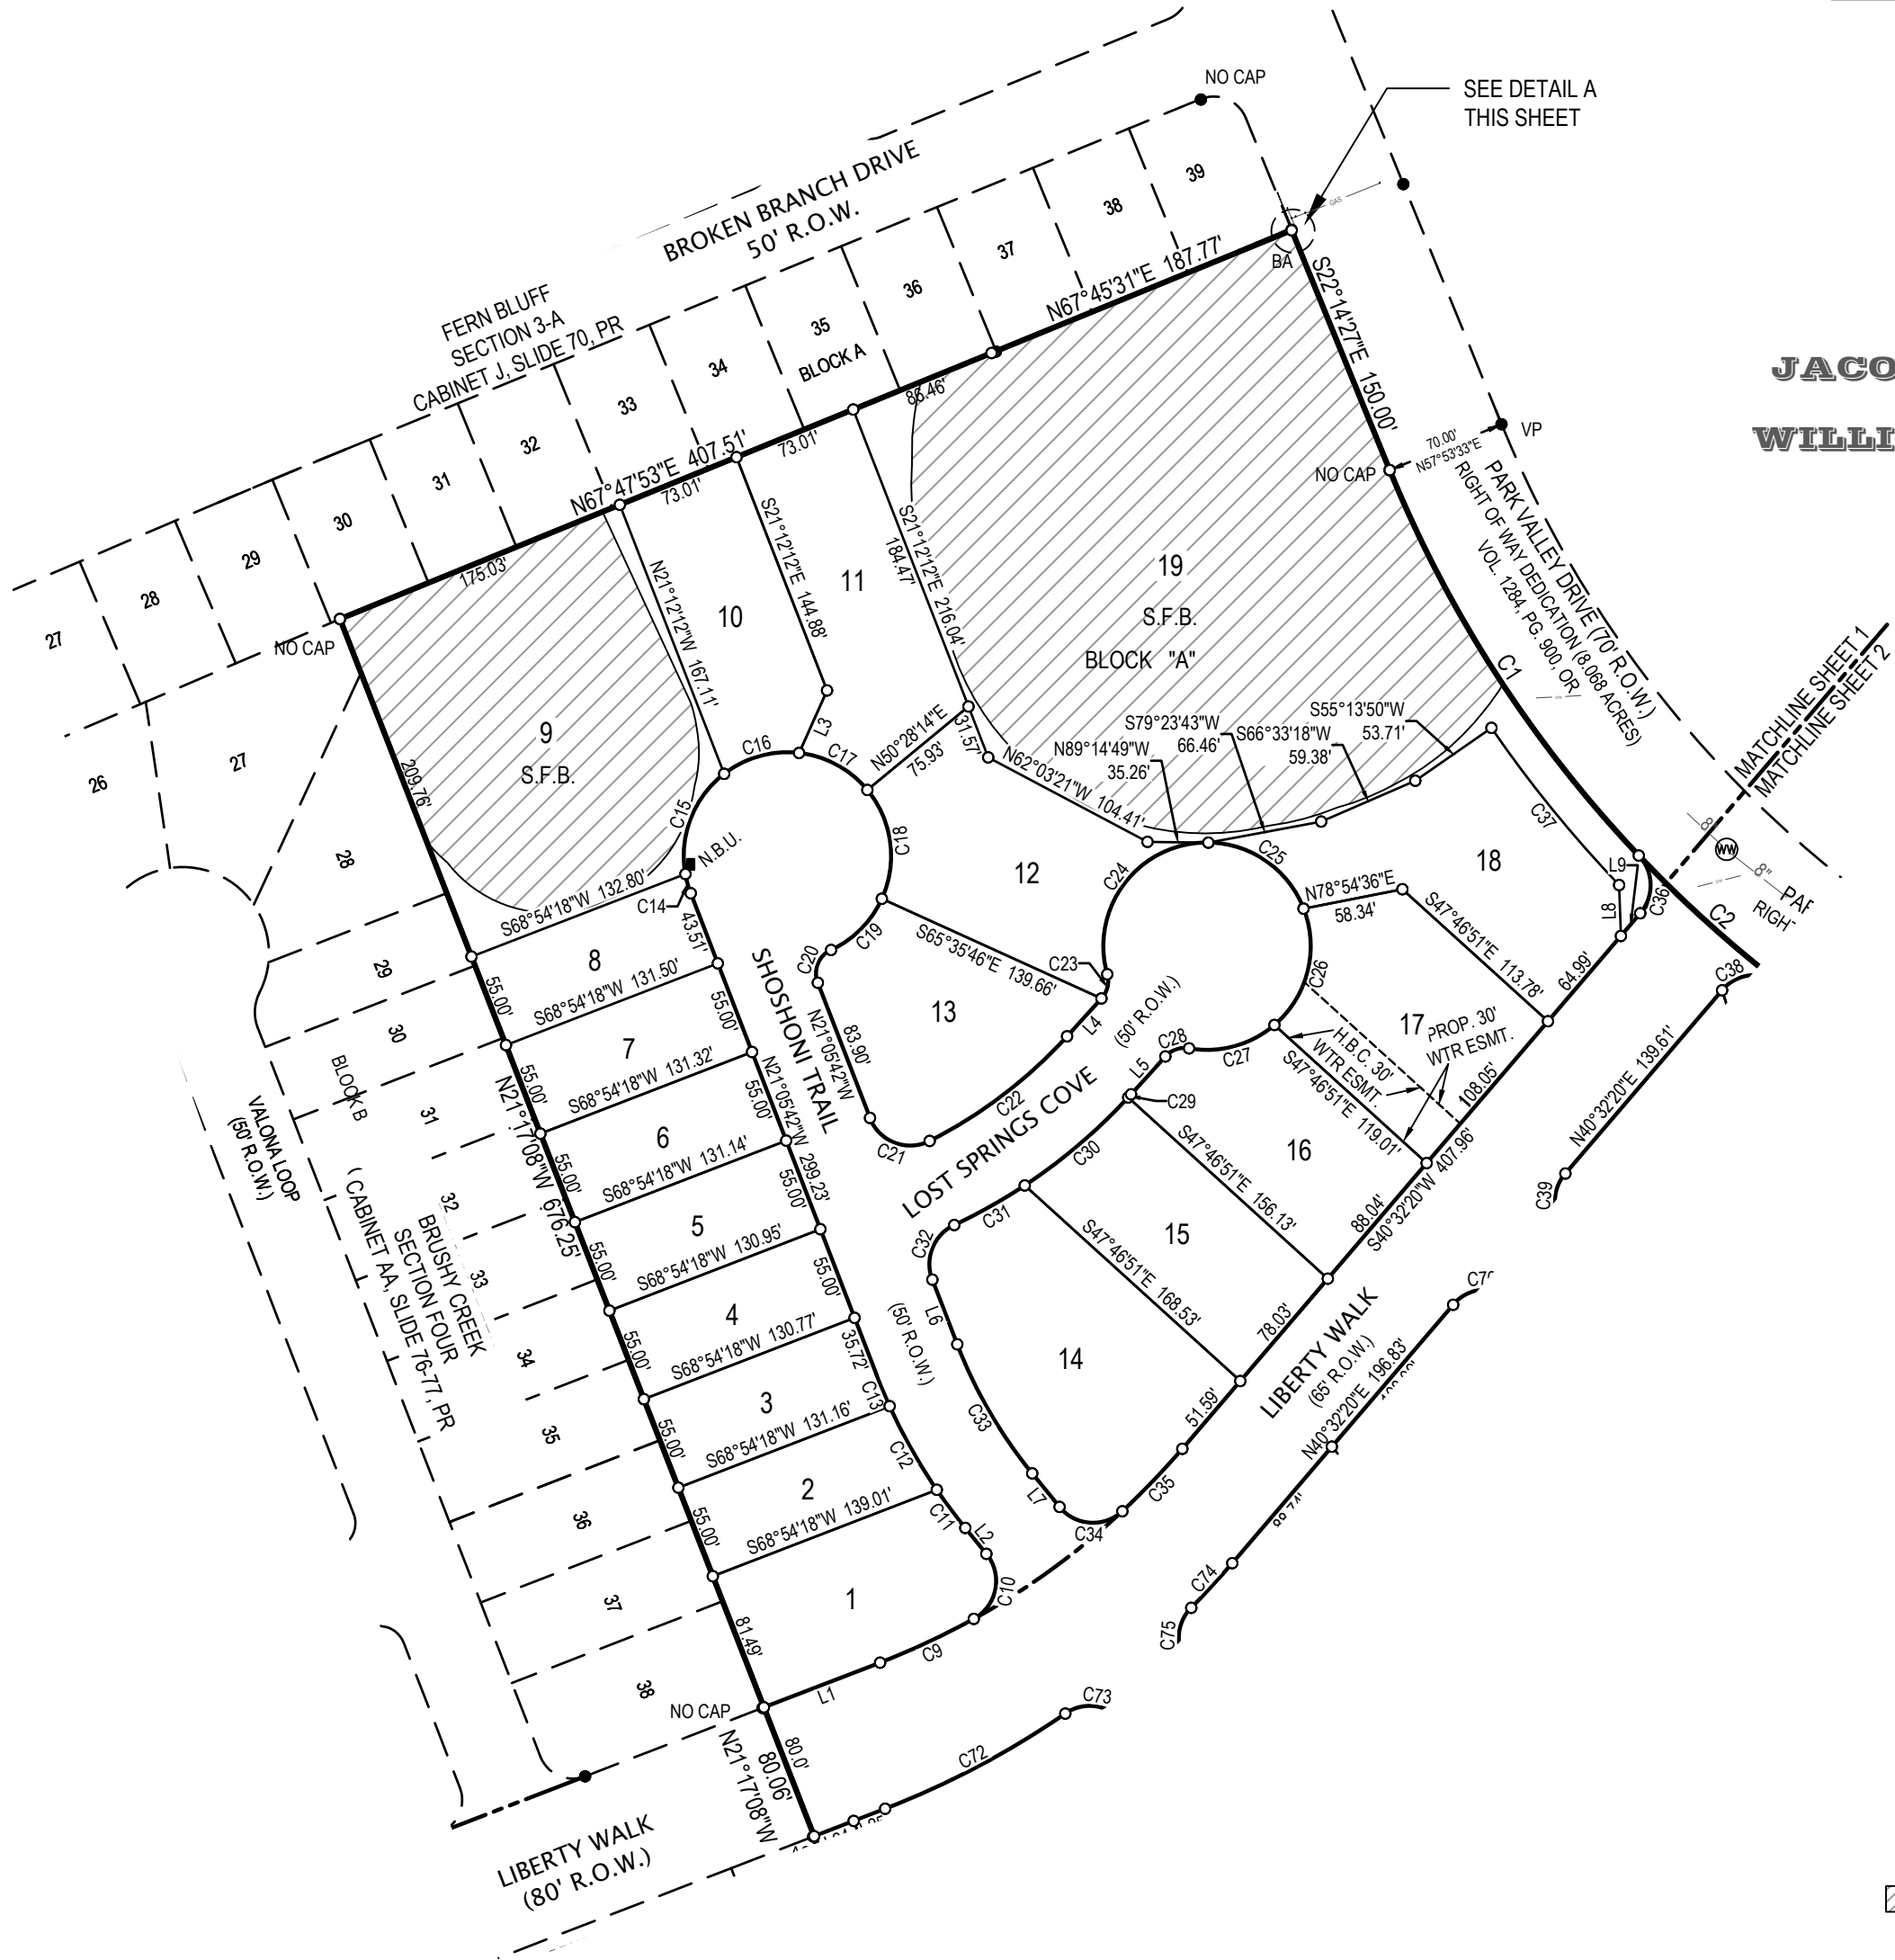 NO CAP
SEE DETAIL A
THIS SHEET
BROKEN BRANCH DRIVE
50' R.O.W.
39
38
37
36
35
34
33
32
31
30
29
28
27
GAS
BA
FERN BLUFF
SECTION 3-A
CABINET J, SLIDE 70, PR
BLOCK A
N67°45'31"E 187.77'
S22°14'27"E 150.00'
86.46'
73.01'
N67°47'53"E 407.51'
73.01'
175.03'
JACO
WILLI
70.00'
N57°53'33"E
VP
NO CAP
PARK VALLEY DRIVE (70' R.O.W.)
RIGHT OF WAY DEDICATION (8.068 ACRES)
VOL. 1284, PG. 900, OR
C1
MATCHLINE SHEET 1
MATCHLINE SHEET 2
NO CAP
26
27
28
9
S.F.B.
209.76'
N21°12'12"W 167.11'
10
S21°12'12"E 144.88'
L3
11
S21°12'12"E 216.04'
184.47'
19
S.F.B.
BLOCK "A"
S55°13'50"W
53.71'
S79°23'43"W
66.46'
S66°33'18"W
59.38'
N89°14'49"W
35.26'
N62°03'21"W 104.41'
31.57'
N50°28'14"E
75.93'
C16
C17
C15
C18
N.B.U.
C14
C19
C20
12
C24
C25
C23
C26
C27
C28
18
C37
L9
L8
C36
C2
8"
WW
8"
PAR
RIGH
C38
N78°54'36"E
58.34'
S47°46'51"E 113.78'
64.99'
17
PROP. 30'
WTR ESMT.
H.B.C. 30'
WTR ESMT.
S47°46'51"E 119.01'
108.05'
S40°32'20"W 407.96'
N40°32'20"E 139.61'
C39
S68°54'18"W 132.80'
8
43.51'
S68°54'18"W 131.50'
7
S68°54'18"W 131.32'
6
S68°54'18"W 131.14'
5
S68°54'18"W 130.95'
4
S68°54'18"W 130.77'
3
S68°54'18"W 131.16'
2
S68°54'18"W 139.01'
1
55.00'
55.00'
55.00'
55.00'
55.00'
55.00'
55.00'
81.49'
N21°17'08"W 676.25'
55.00'
55.00'
55.00'
55.00'
35.72'
N21°05'42"W 299.23'
SHOSHONI TRAIL
N21°05'42"W
83.90'
13
S65°35'46"E 139.66'
L4
(50' R.O.W.)
LOST SPRINGS COVE
L5
C29
C30
C22
C21
C31
C32
L6
(50' R.O.W.)
C33
L7
C34
C35
16
S47°46'51"E 156.13'
88.04'
15
S47°46'51"E 168.53'
78.03'
14
51.59'
LIBERTY WALK
(65' R.O.W.)
N40°32'20"E 196.83'
C74
C75
C13
C12
C11
L2
C10
C9
L1
NO CAP
80.0'
80.06'
N21°17'08"W
C72
C73
29
30
31
32
33
34
35
36
37
38
BLOCK B
VALONA LOOP
(50' R.O.W.)
BRUSHY CREEK
SECTION FOUR
( CABINET AA, SLIDE 76-77, PR
LIBERTY WALK
(80' R.O.W.)